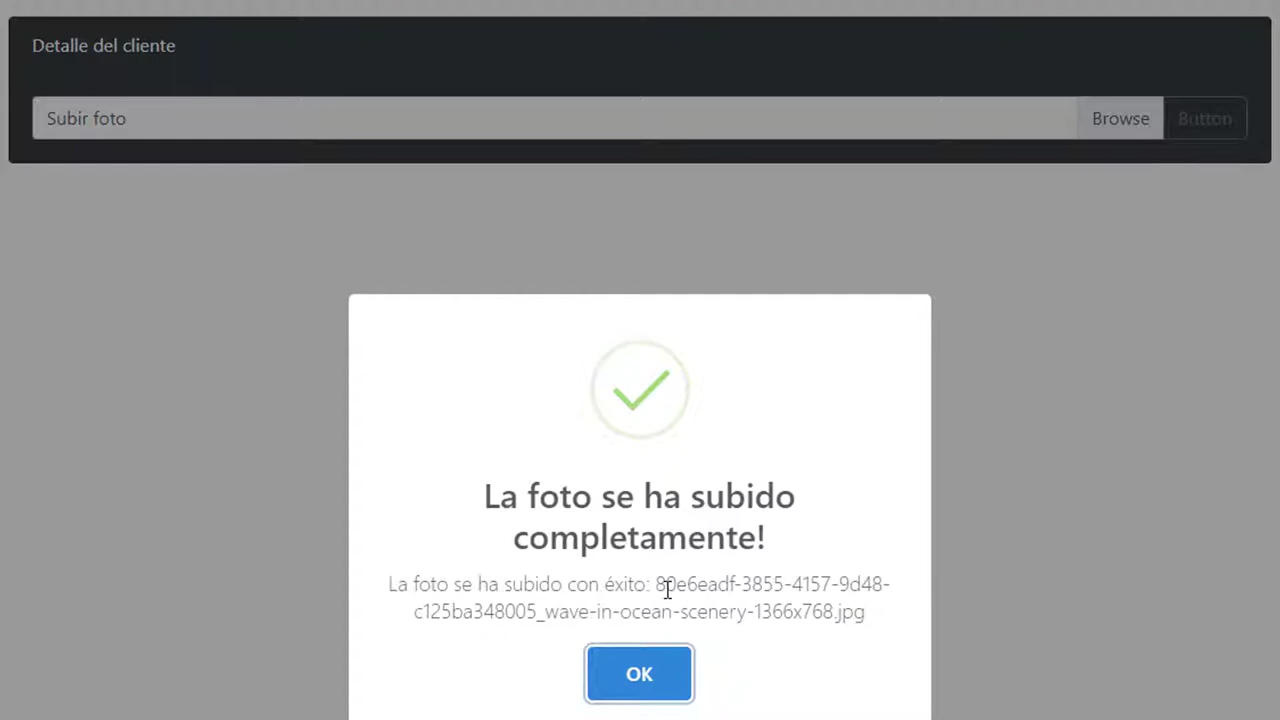 Detalle del cliente
Subir foto
Browse
Button
La foto se ha subido
completamente!
La foto se ha subido con éxito: 80e6eadf-3855-4157-9d48-
c125ba348005_wave-in-ocean-scenery-1366x768.jpg
OK